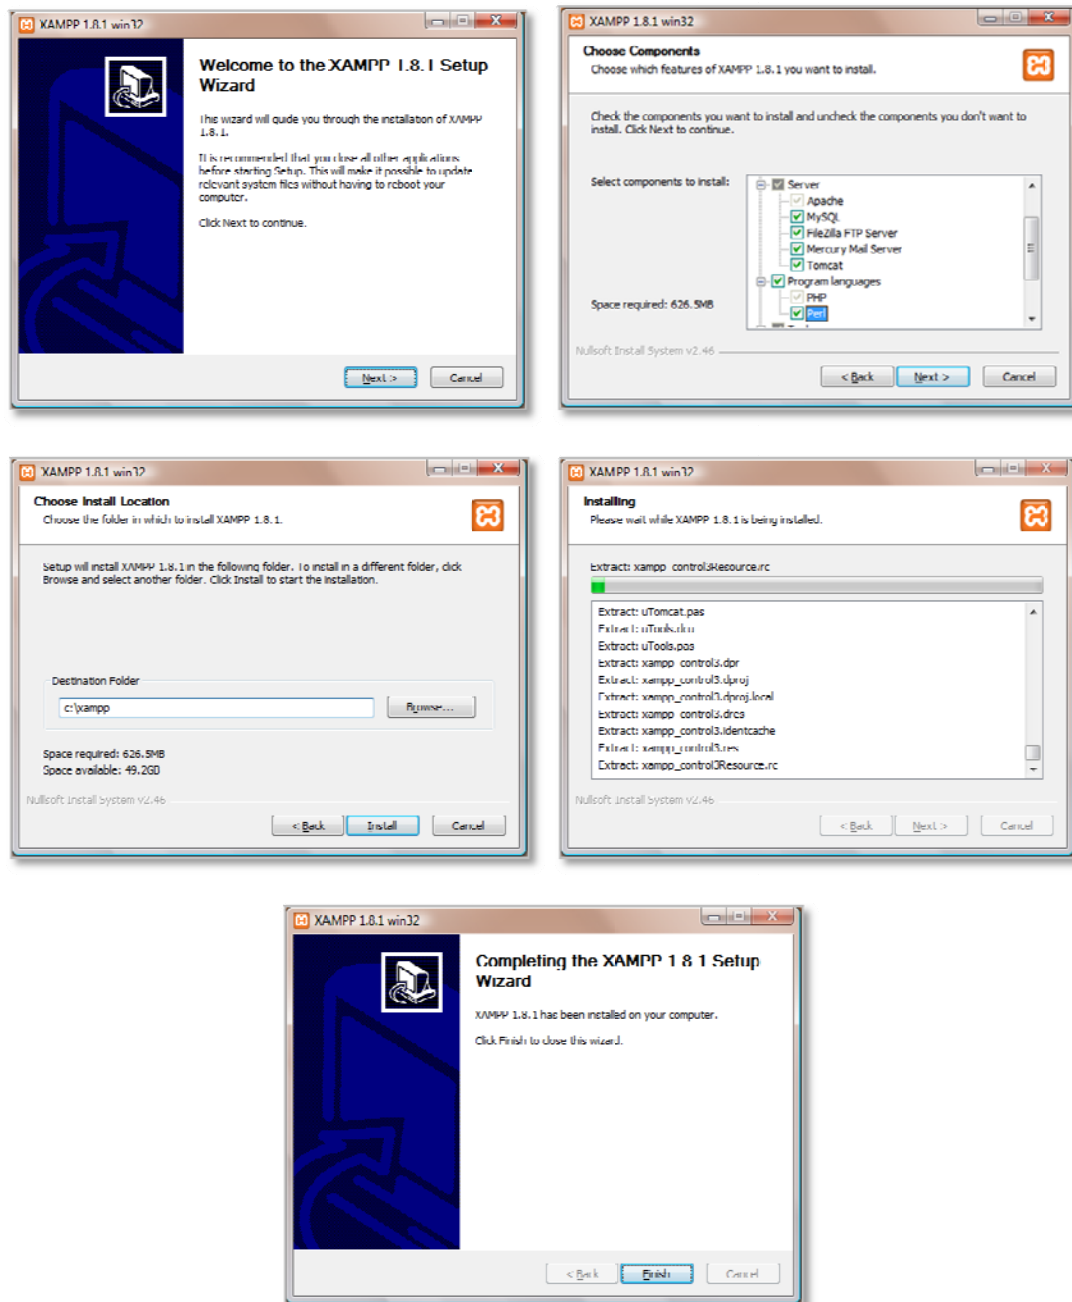 XAMPP 1.8.1 win32
Welcome to the XAMPP 1.8.1 Setup
Wizard
This wizard will guide you through the installation of XAMPP
1.8.1.
It is recommended that you close all other applications
before starting Setup. This will make it possible to update
relevant system files without having to reboot your
computer.
Click Next to continue.
Next >
Cancel
XAMPP 1.8.1 win32
Choose Components
Choose which features of XAMPP 1.8.1 you want to install.
Check the components you want to install and uncheck the components you don't want to
install. Click Next to continue.
Select components to install:
Server
Apache
MySQL
FileZilla FTP Server
Mercury Mail Server
Tomcat
Program languages
PHP
Perl
Space required: 626.5MB
Nullsoft Install System v2.46
< Back
Next >
Cancel
XAMPP 1.8.1 win32
Choose Install Location
Choose the folder in which to install XAMPP 1.8.1.
Setup will install XAMPP 1.8.1 in the following folder. To install in a different folder, click
Browse and select another folder. Click Install to start the installation.
Destination Folder
c:\xampp
Browse...
Space required: 626.5MB
Space available: 49.2GB
Nullsoft Install System v2.46
< Back
Install
Cancel
XAMPP 1.8.1 win32
Installing
Please wait while XAMPP 1.8.1 is being installed.
Extract: xampp_control3Resource.rc
Extract: uTomcat.pas
Extract: uTools.dcu
Extract: uTools.pas
Extract: xampp_control3.dpr
Extract: xampp_control3.dproj
Extract: xampp_control3.dproj.local
Extract: xampp_control3.dres
Extract: xampp_control3.identcache
Extract: xampp_control3.res
Extract: xampp_control3Resource.rc
Nullsoft Install System v2.46
< Back
Next >
Cancel
XAMPP 1.8.1 win32
Completing the XAMPP 1.8.1 Setup
Wizard
XAMPP 1.8.1 has been installed on your computer.
Click Finish to close this wizard.
< Back
Finish
Cancel